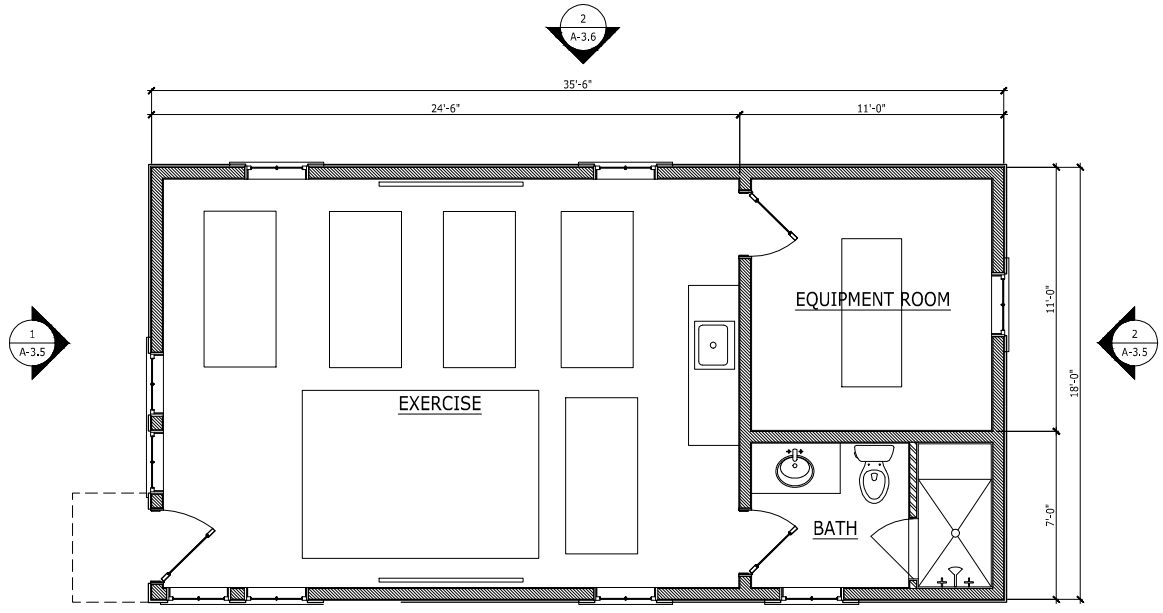 2
A-3.6
35'-6"
24'-6"
11'-0"
EQUIPMENT ROOM
11'-0"
1
A-3.5
2
A-3.5
18'-0"
EXERCISE
BATH
7'-0"